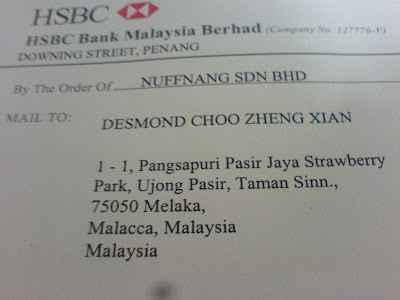 HSBC
HSBC Bank Malaysia Berhad (Company No. 127776-V)
DOWNING STREET, PENANG
By The Order Of NUFFNANG SDN BHD
MAIL TO: DESMOND CHOO ZHENG XIAN
1 - 1, Pangsapuri Pasir Jaya Strawberry
Park, Ujong Pasir, Taman Sinn.,
75050 Melaka,
Malacca, Malaysia
Malaysia